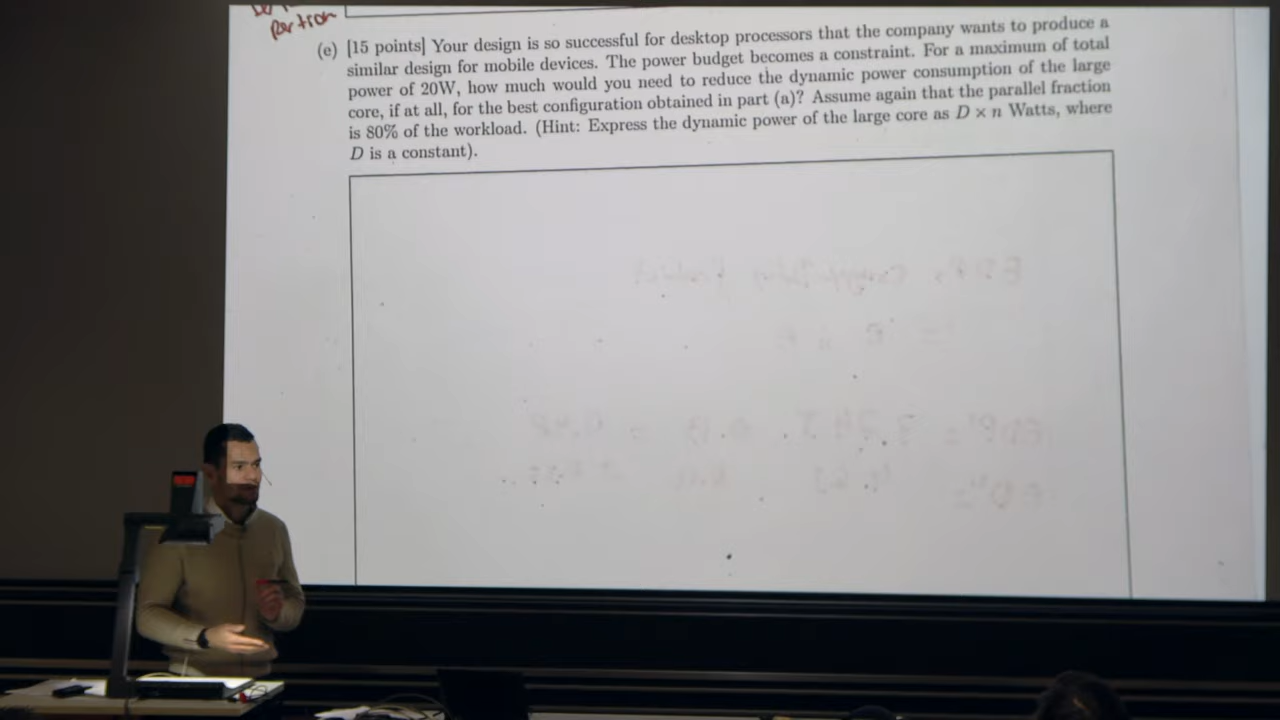 portion
(e) [15 points] Your design is so successful for desktop processors that the company wants to produce a
similar design for mobile devices. The power budget becomes a constraint. For a maximum of total
power of 20W, how much would you need to reduce the dynamic power consumption of the large
core, if at all, for the best configuration obtained in part (a)? Assume again that the parallel fraction
is 80% of the workload. (Hint: Express the dynamic power of the large core as D × n Watts, where
D is a constant).